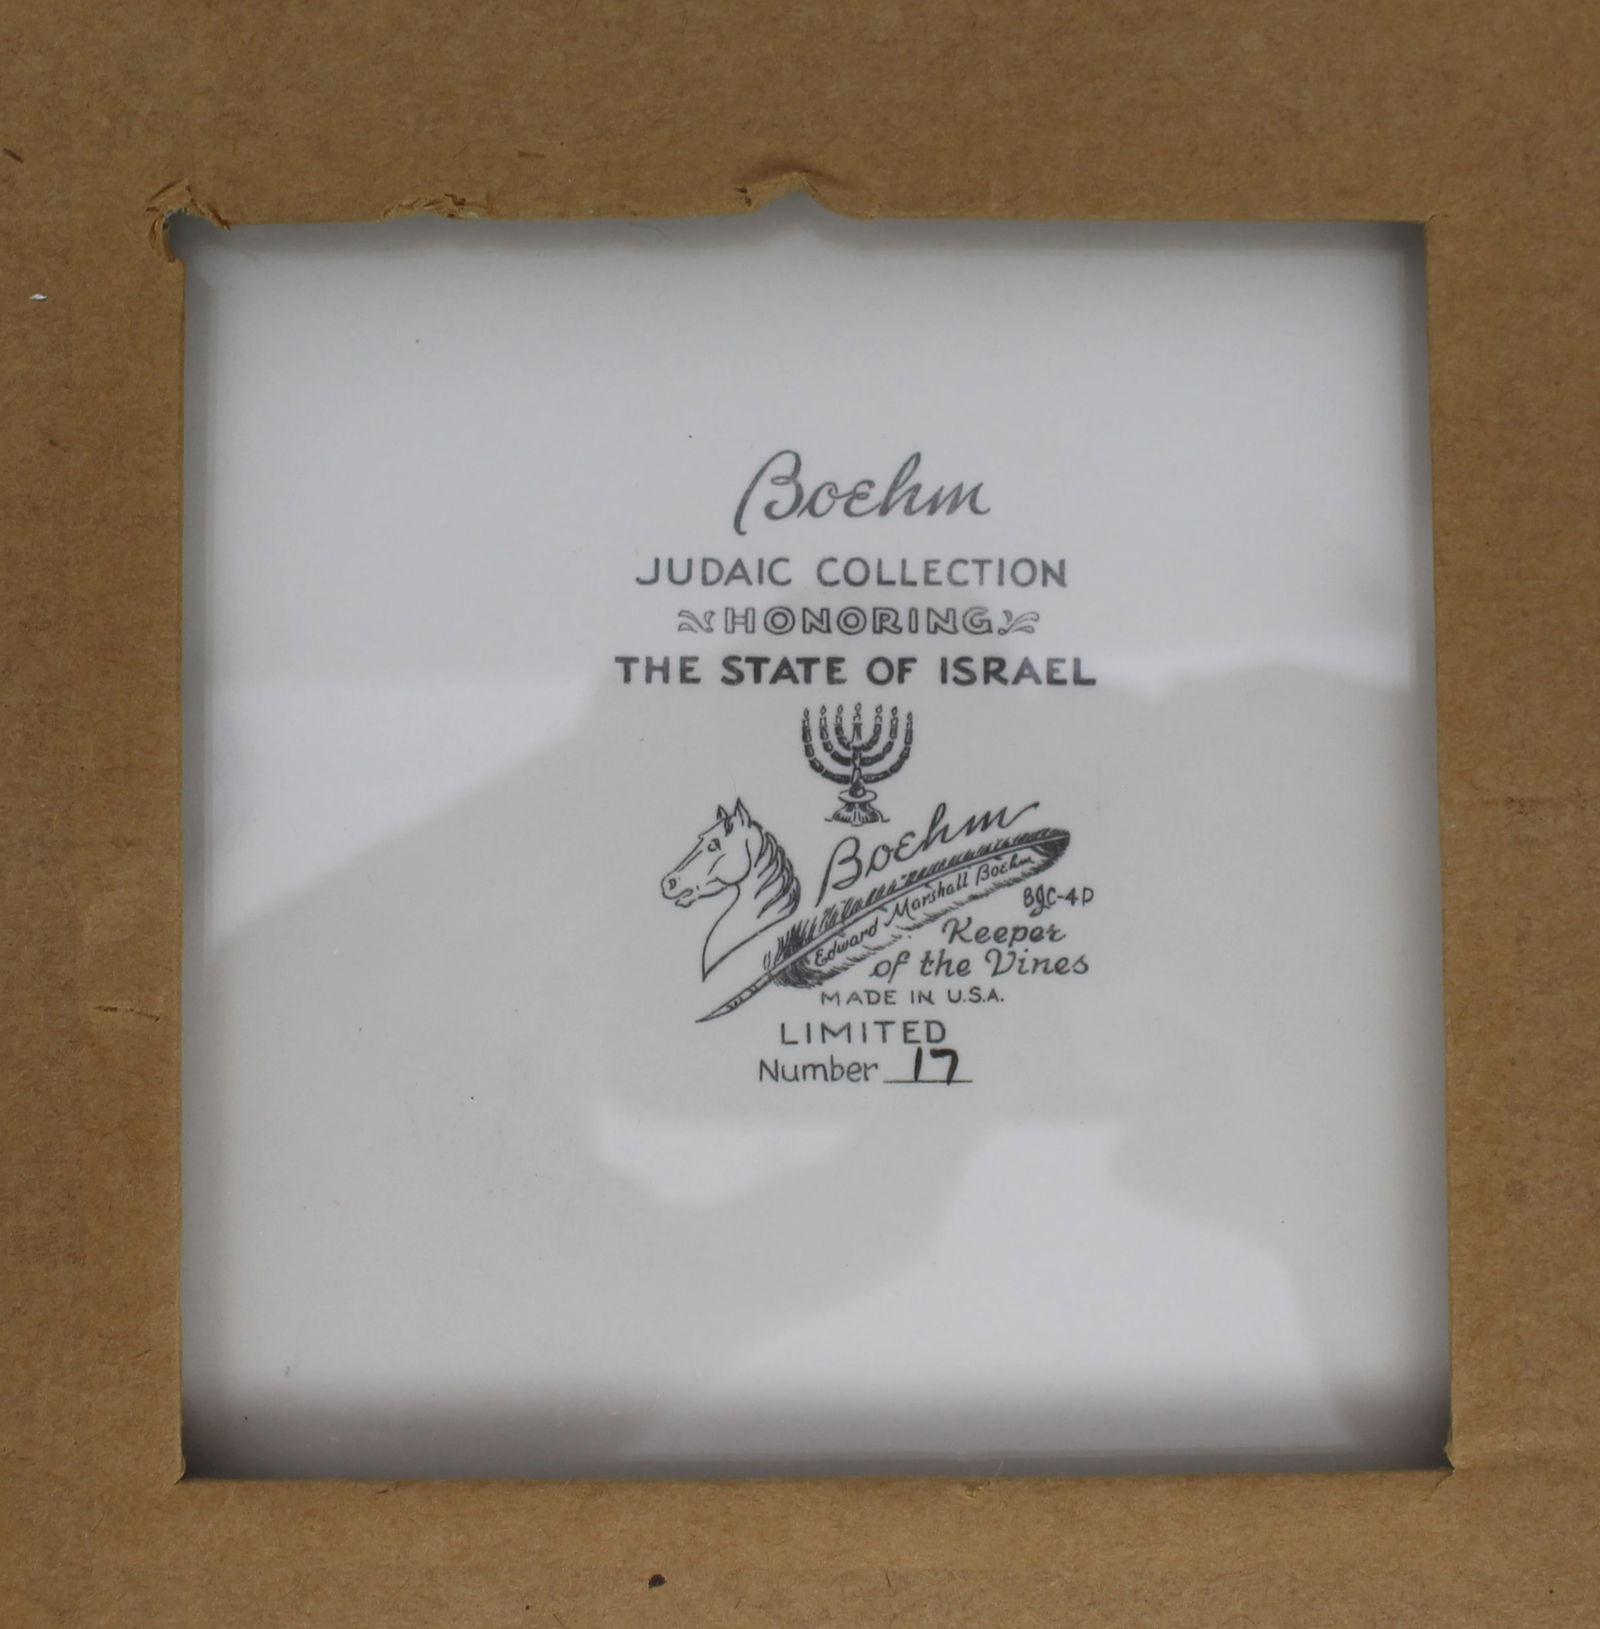 Boehm
JUDAIC COLLECTION
HONORING
THE STATE OF ISRAEL
Boehm
Edward Marshall Boehm
BJC-4D
Keeper
of the Vines
MADE IN U.S.A.
LIMITED
Number 17